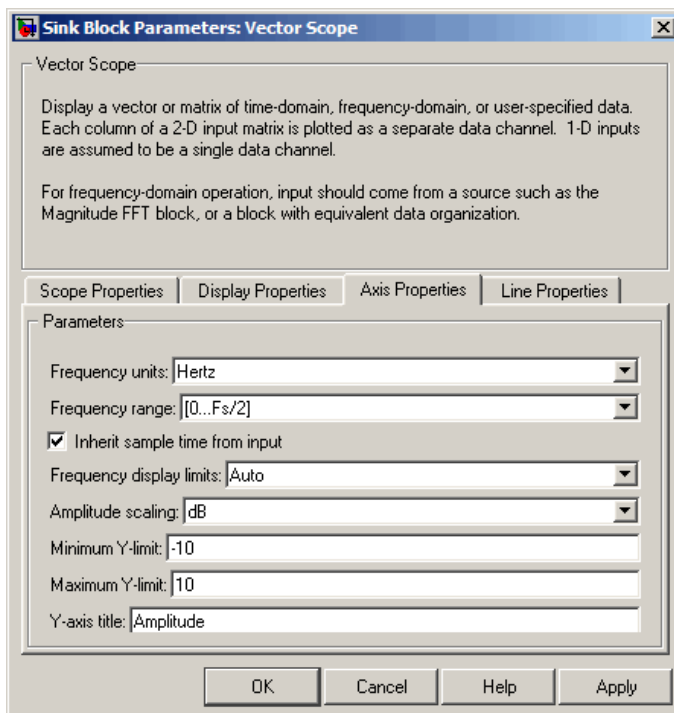 Sink Block Parameters: Vector Scope
Vector Scope
Display a vector or matrix of time-domain, frequency-domain, or user-specified data.
Each column of a 2-D input matrix is plotted as a separate data channel. 1-D inputs
are assumed to be a single data channel.
For frequency-domain operation, input should come from a source such as the
Magnitude FFT block, or a block with equivalent data organization.
Scope Properties Display Properties Axis Properties Line Properties
Parameters
Frequency units: Hertz
Frequency range: [0...Fs/2]
Inherit sample time from input
Frequency display limits: Auto
Amplitude scaling: dB
Minimum Y-limit: -10
Maximum Y-limit: 10
Y-axis title: Amplitude
OK Cancel Help Apply